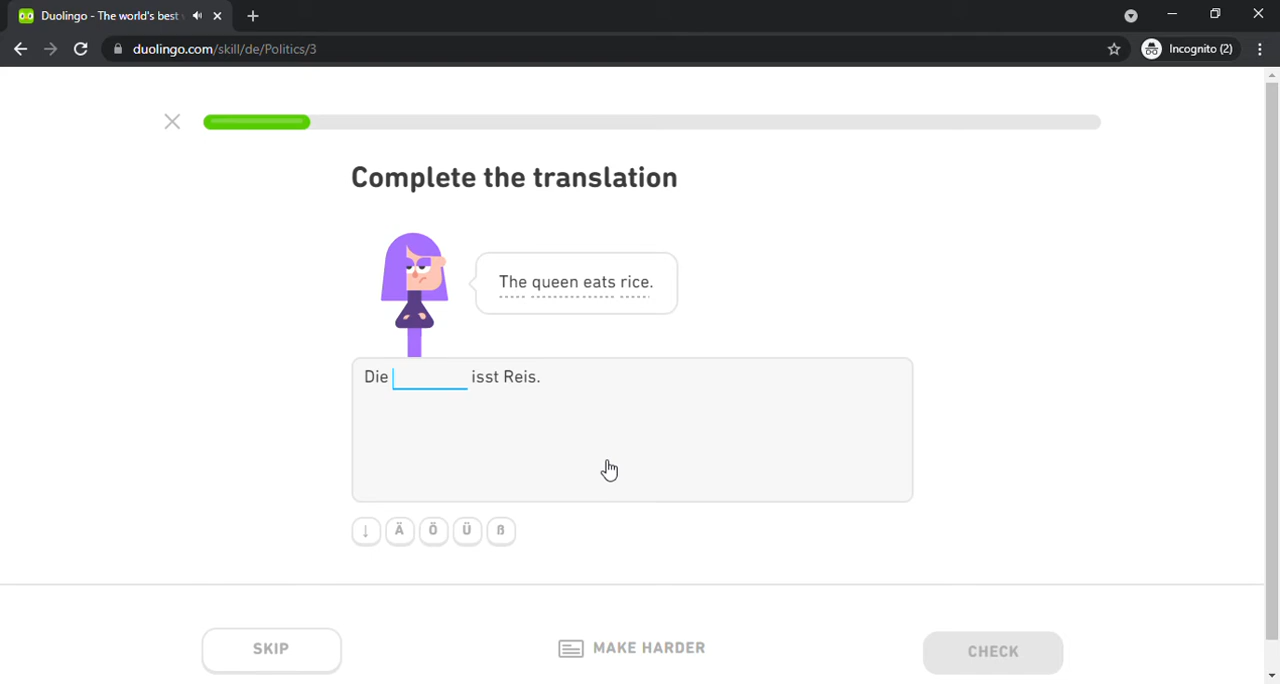 Duolingo - The world's best
duolingo.com/skill/de/Politics/3
Incognito (2)
Complete the translation
The queen eats rice.
Die isst Reis.
↓ Ä Ö Ü ß
SKIP
MAKE HARDER
CHECK